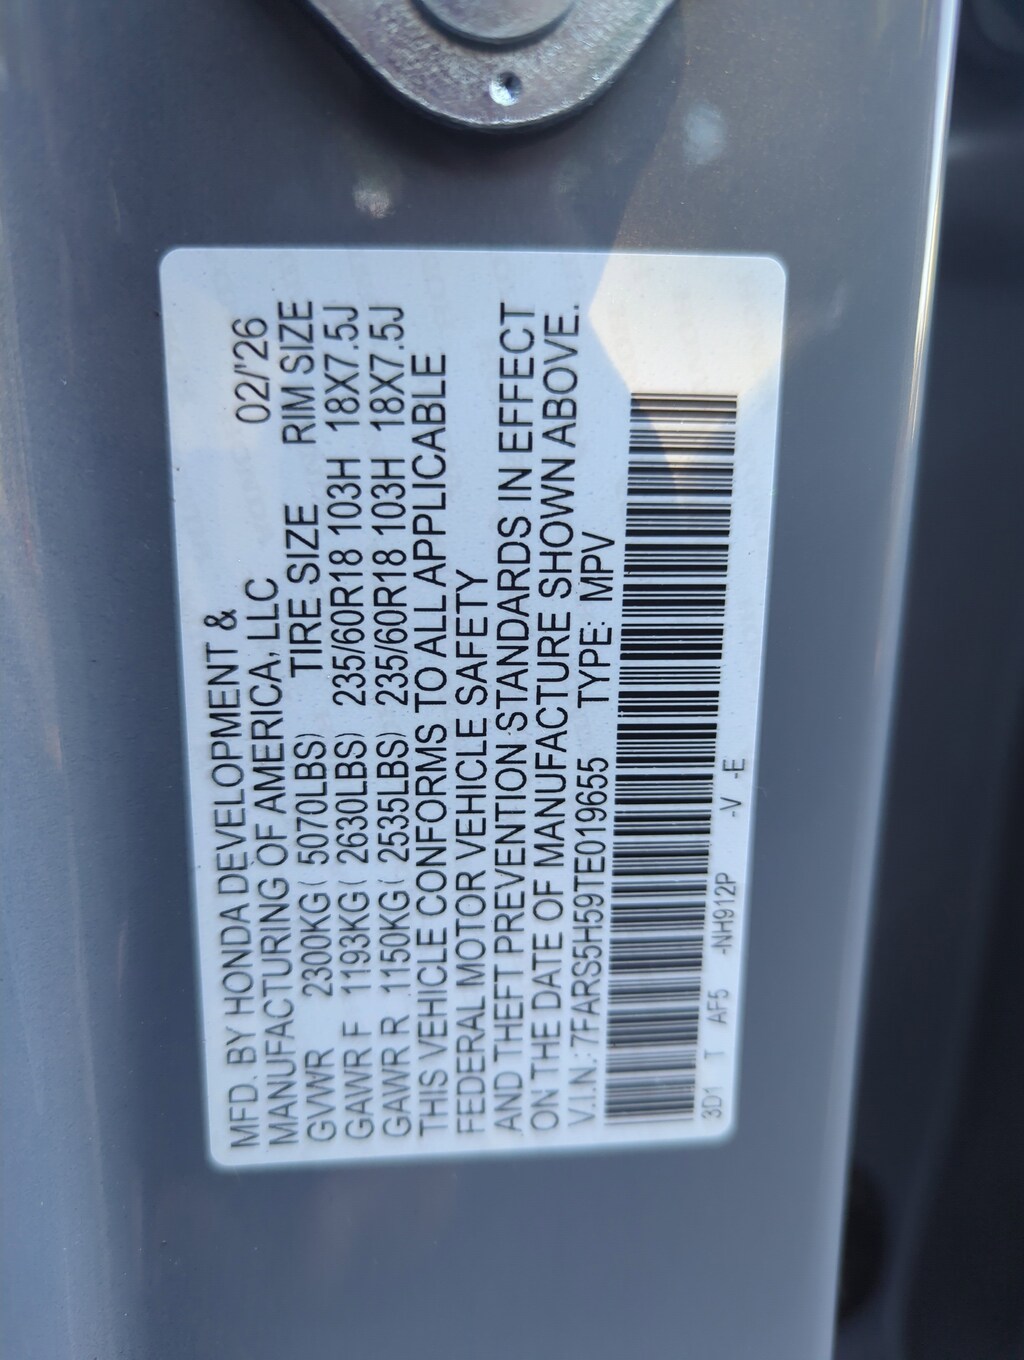 MFD. BY HONDA DEVELOPMENT &
MANUFACTURING OF AMERICA, LLC 02/'26
GVWR 2300KG ( 5070LBS) TIRE SIZE RIM SIZE
GAWR F 1193KG ( 2630LBS) 235/60R18 103H 18X7.5J
GAWR R 1150KG ( 2535LBS) 235/60R18 103H 18X7.5J
THIS VEHICLE CONFORMS TO ALL APPLICABLE
FEDERAL MOTOR VEHICLE SAFETY
AND THEFT PREVENTION STANDARDS IN EFFECT
ON THE DATE OF MANUFACTURE SHOWN ABOVE.
V.I.N.: 7FARS5H59TE019655 TYPE: MPV
3D1 T AF5 -NH912P -V -E